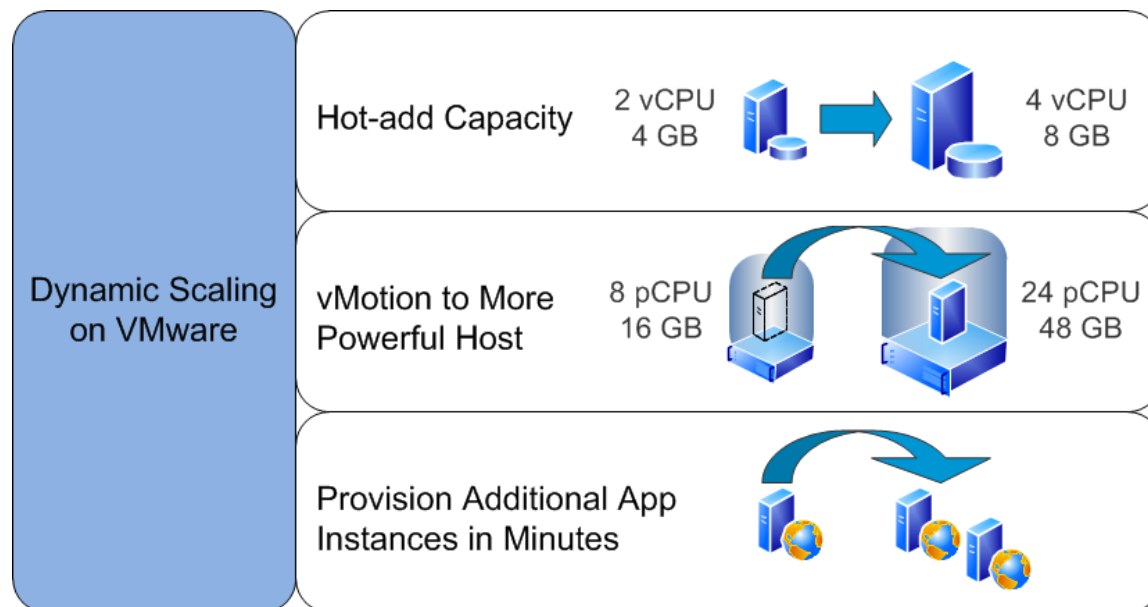 Dynamic Scaling
on VMware
Hot-add Capacity
2 vCPU
4 GB
4 vCPU
8 GB
vMotion to More
Powerful Host
8 pCPU
16 GB
24 pCPU
48 GB
Provision Additional App
Instances in Minutes